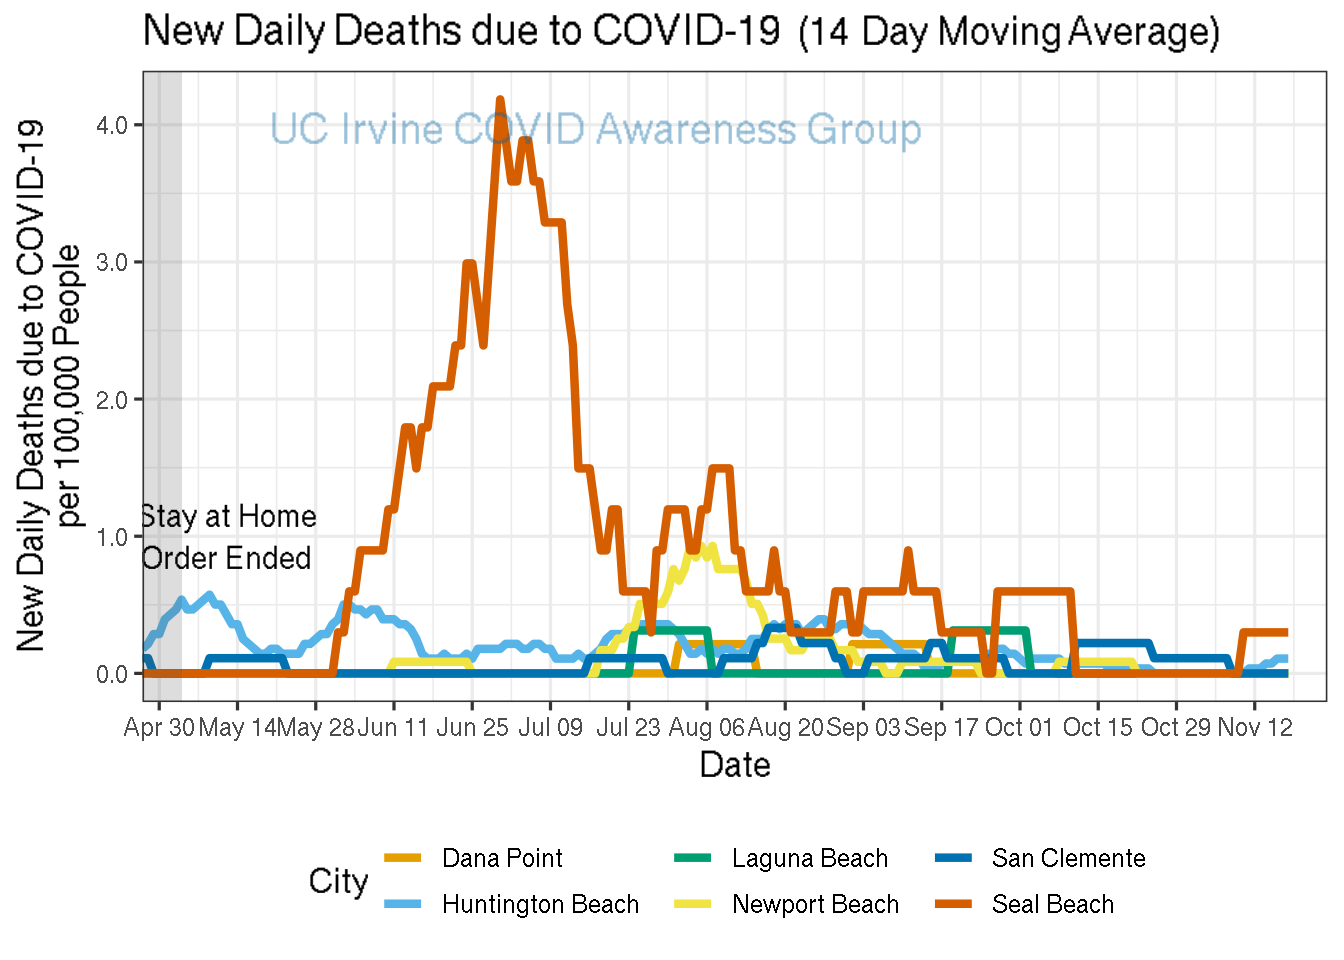 New Daily Deaths due to COVID-19 (14 Day Moving Average)
UC Irvine COVID Awareness Group
New Daily Deaths due to COVID-19
per 100,000 People
4.0
3.0
2.0
1.0
0.0
Stay at Home
Order Ended
Apr 30 May 14 May 28 Jun 11 Jun 25 Jul 09 Jul 23 Aug 06 Aug 20 Sep 03 Sep 17 Oct 01 Oct 15 Oct 29 Nov 12
Date
City
Dana Point Laguna Beach San Clemente
Huntington Beach Newport Beach Seal Beach